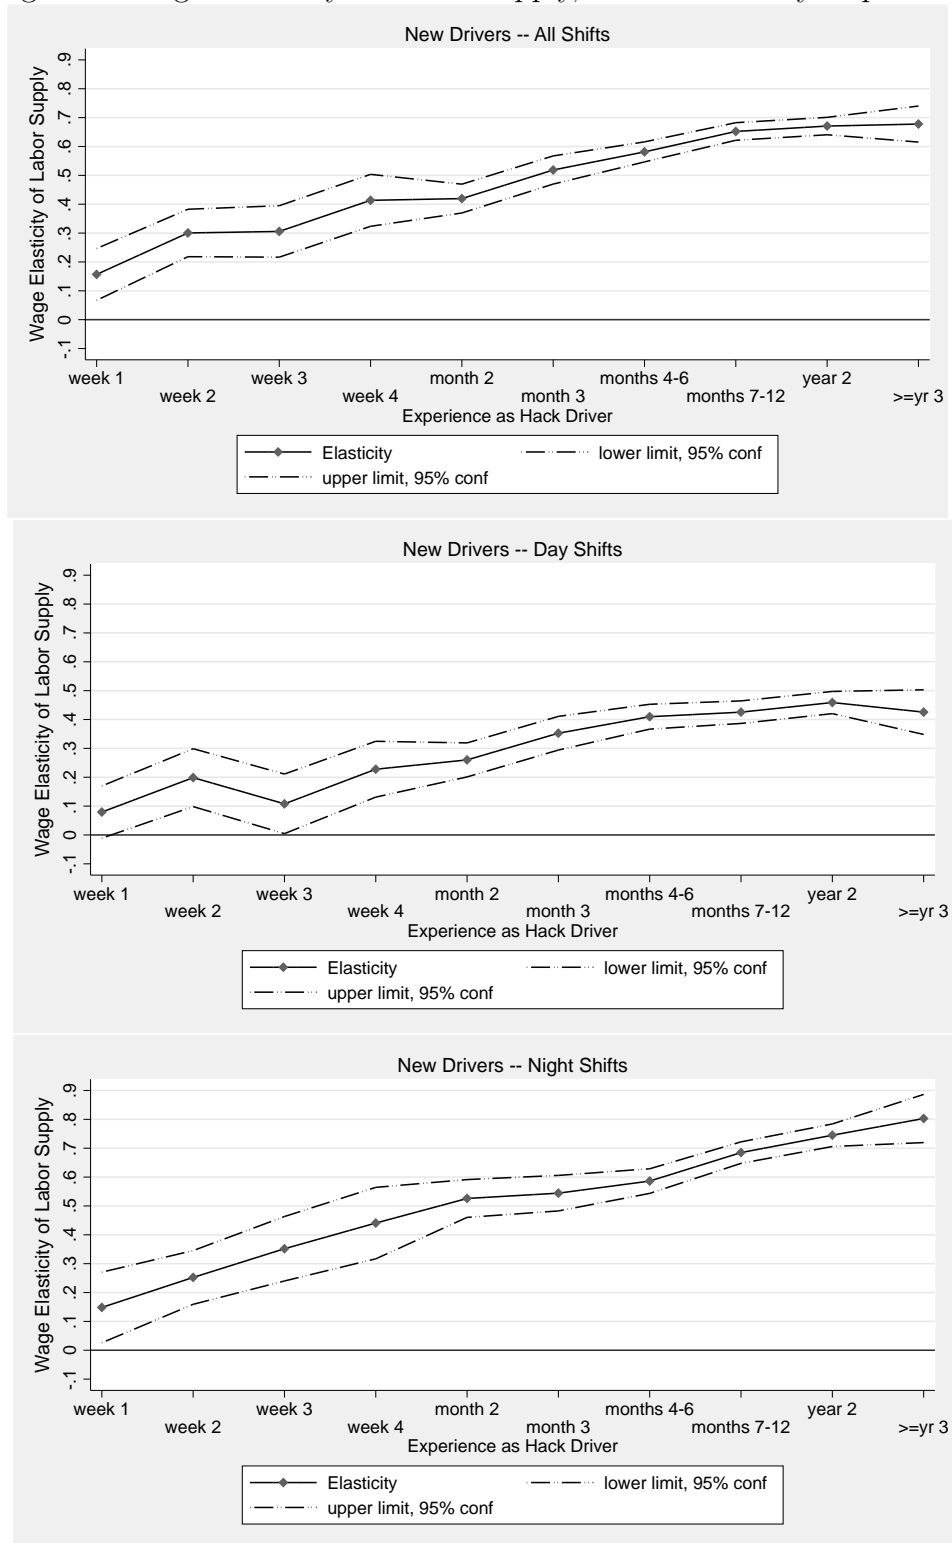 New Drivers -- All Shifts
Wage Elasticity of Labor Supply
.9
.8
.7
.6
.5
.4
.3
.2
.1
0
-.1
week 1 week 3 month 2 months 4-6 year 2
week 2 week 4 month 3 months 7-12 >=yr 3
Experience as Hack Driver
Elasticity lower limit, 95% conf
upper limit, 95% conf
New Drivers -- Day Shifts
Wage Elasticity of Labor Supply
.9
.8
.7
.6
.5
.4
.3
.2
.1
0
-.1
week 1 week 3 month 2 months 4-6 year 2
week 2 week 4 month 3 months 7-12 >=yr 3
Experience as Hack Driver
Elasticity lower limit, 95% conf
upper limit, 95% conf
New Drivers -- Night Shifts
Wage Elasticity of Labor Supply
.9
.8
.7
.6
.5
.4
.3
.2
.1
0
-.1
week 1 week 3 month 2 months 4-6 year 2
week 2 week 4 month 3 months 7-12 >=yr 3
Experience as Hack Driver
Elasticity lower limit, 95% conf
upper limit, 95% conf